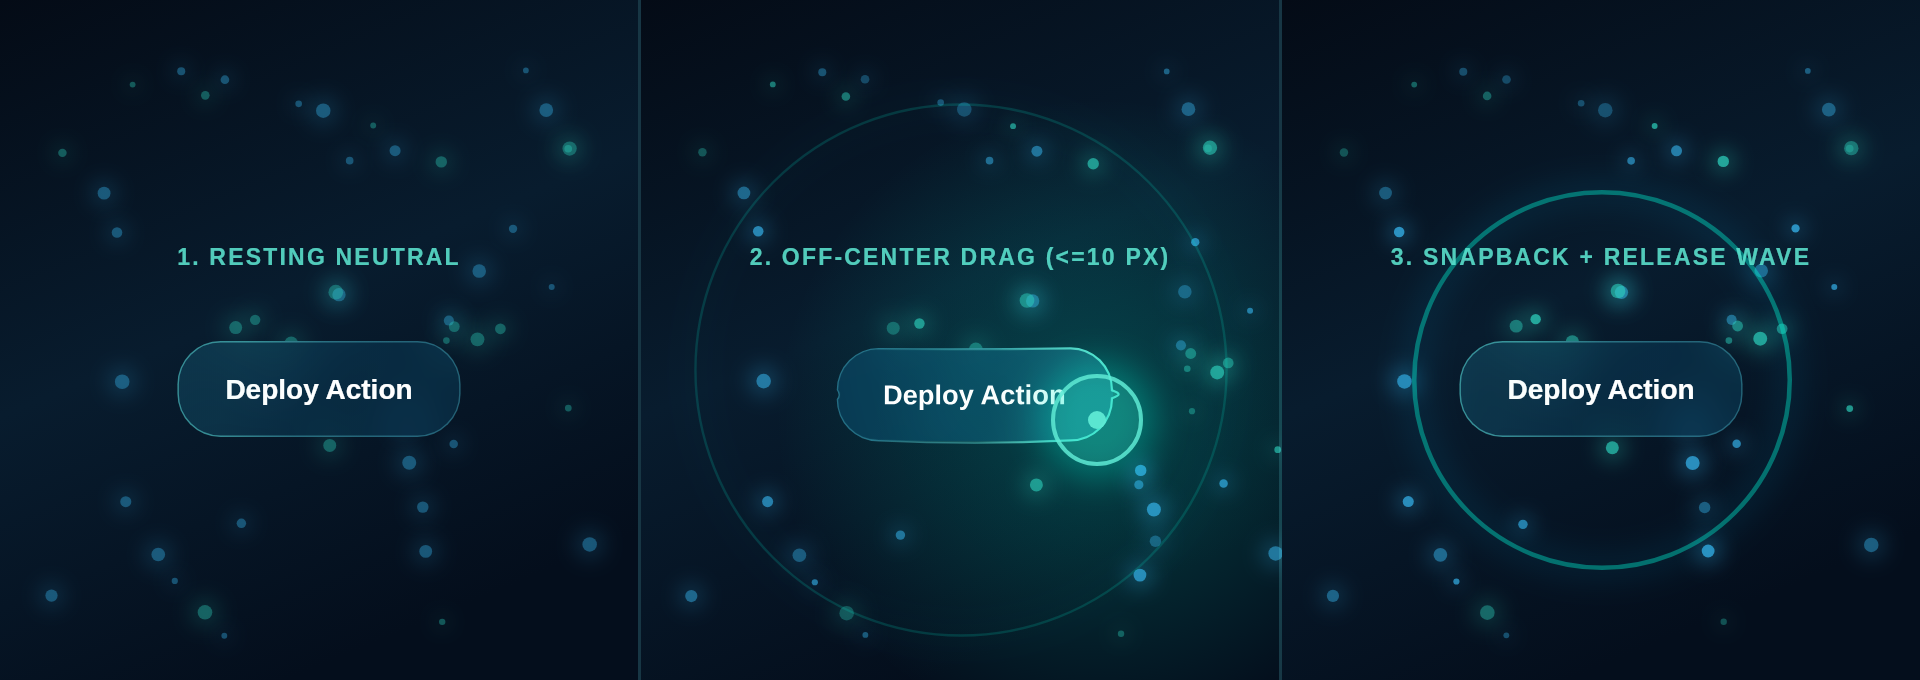 1. RESTING NEUTRAL
Deploy Action
2. OFF-CENTER DRAG (<=10 PX)
Deploy Action
3. SNAPBACK + RELEASE WAVE
Deploy Action